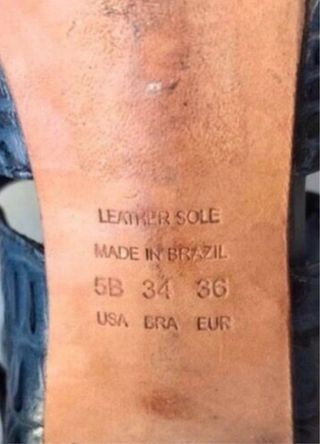 LEATHER SOLE
MADE IN BRAZIL
5B 34 36
USA BRA EUR